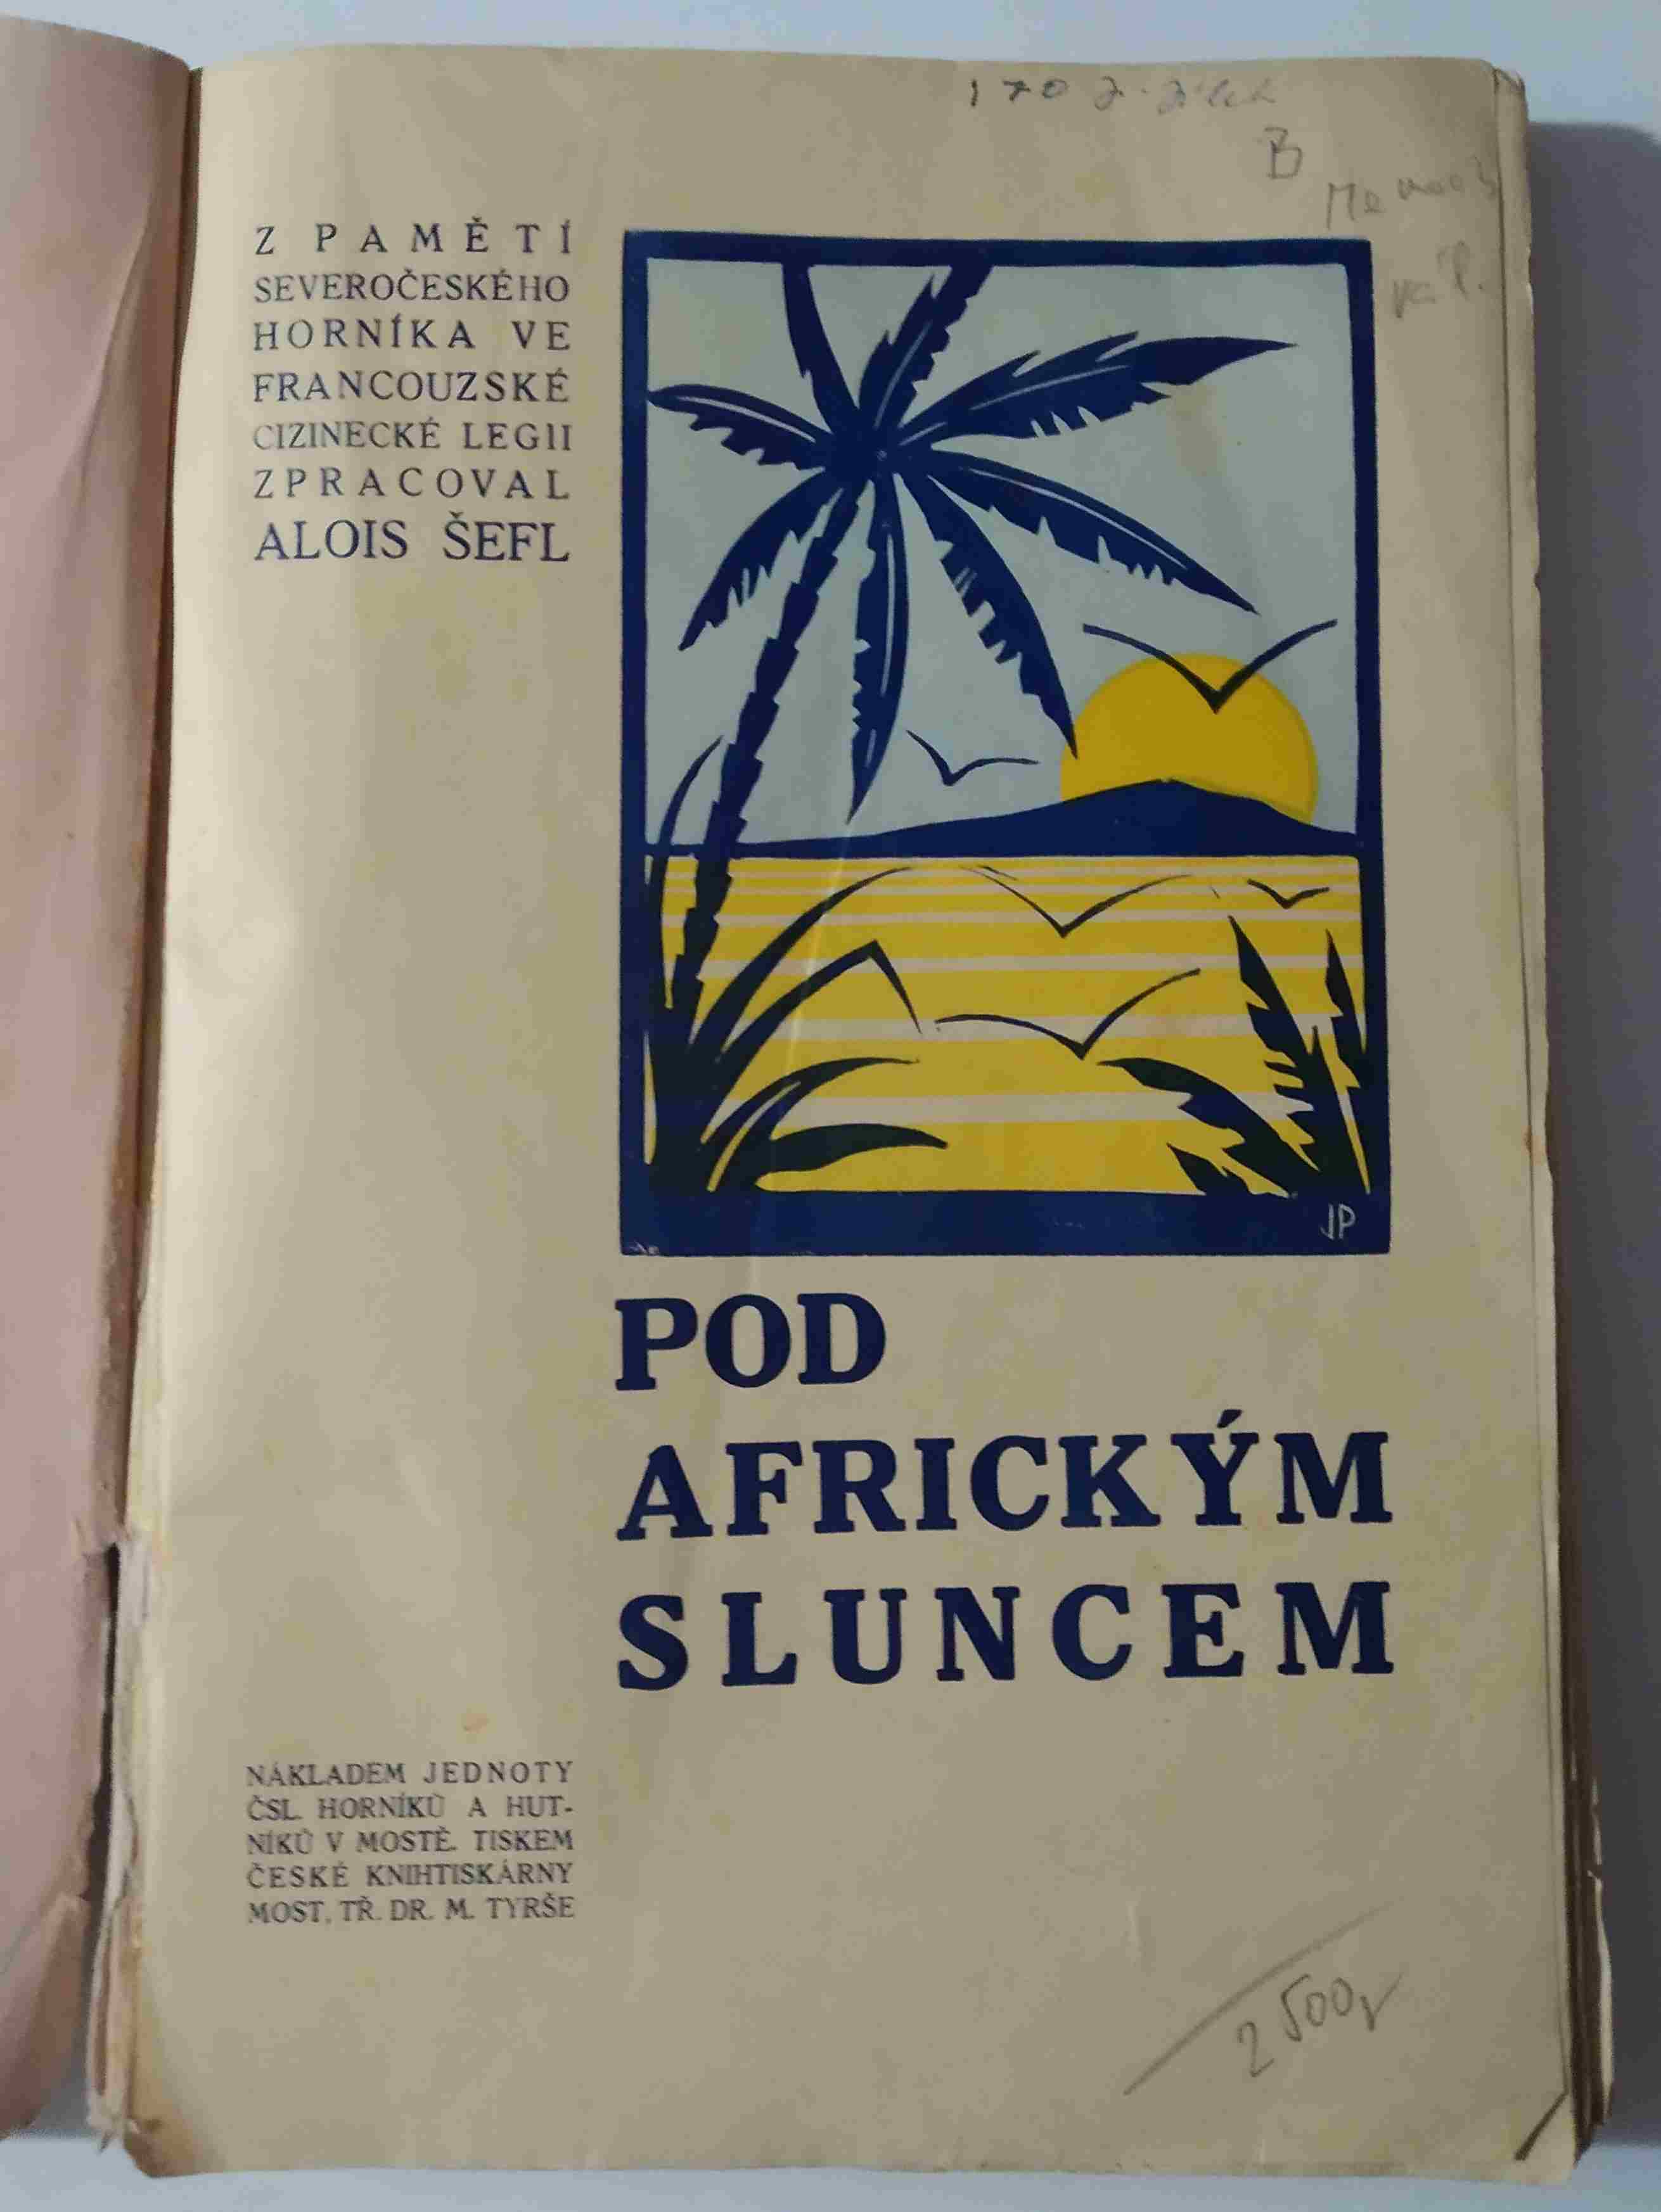 170
B
Z PAMĚTÍ
SEVEROČESKÉHO
HORNÍKA VE
FRANCOUZSKÉ
CIZINECKÉ LEGII
ZPRACOVAL
ALOIS ŠEFL
JP
POD
AFRICKÝM
SLUNCEM
NÁKLADEM JEDNOTY
ČSL. HORNÍKŮ A HUT-
NÍKŮ V MOSTĚ. TISKEM
ČESKÉ KNIHTISKÁRNY
MOST, TŘ. DR. M. TYRŠE
2500